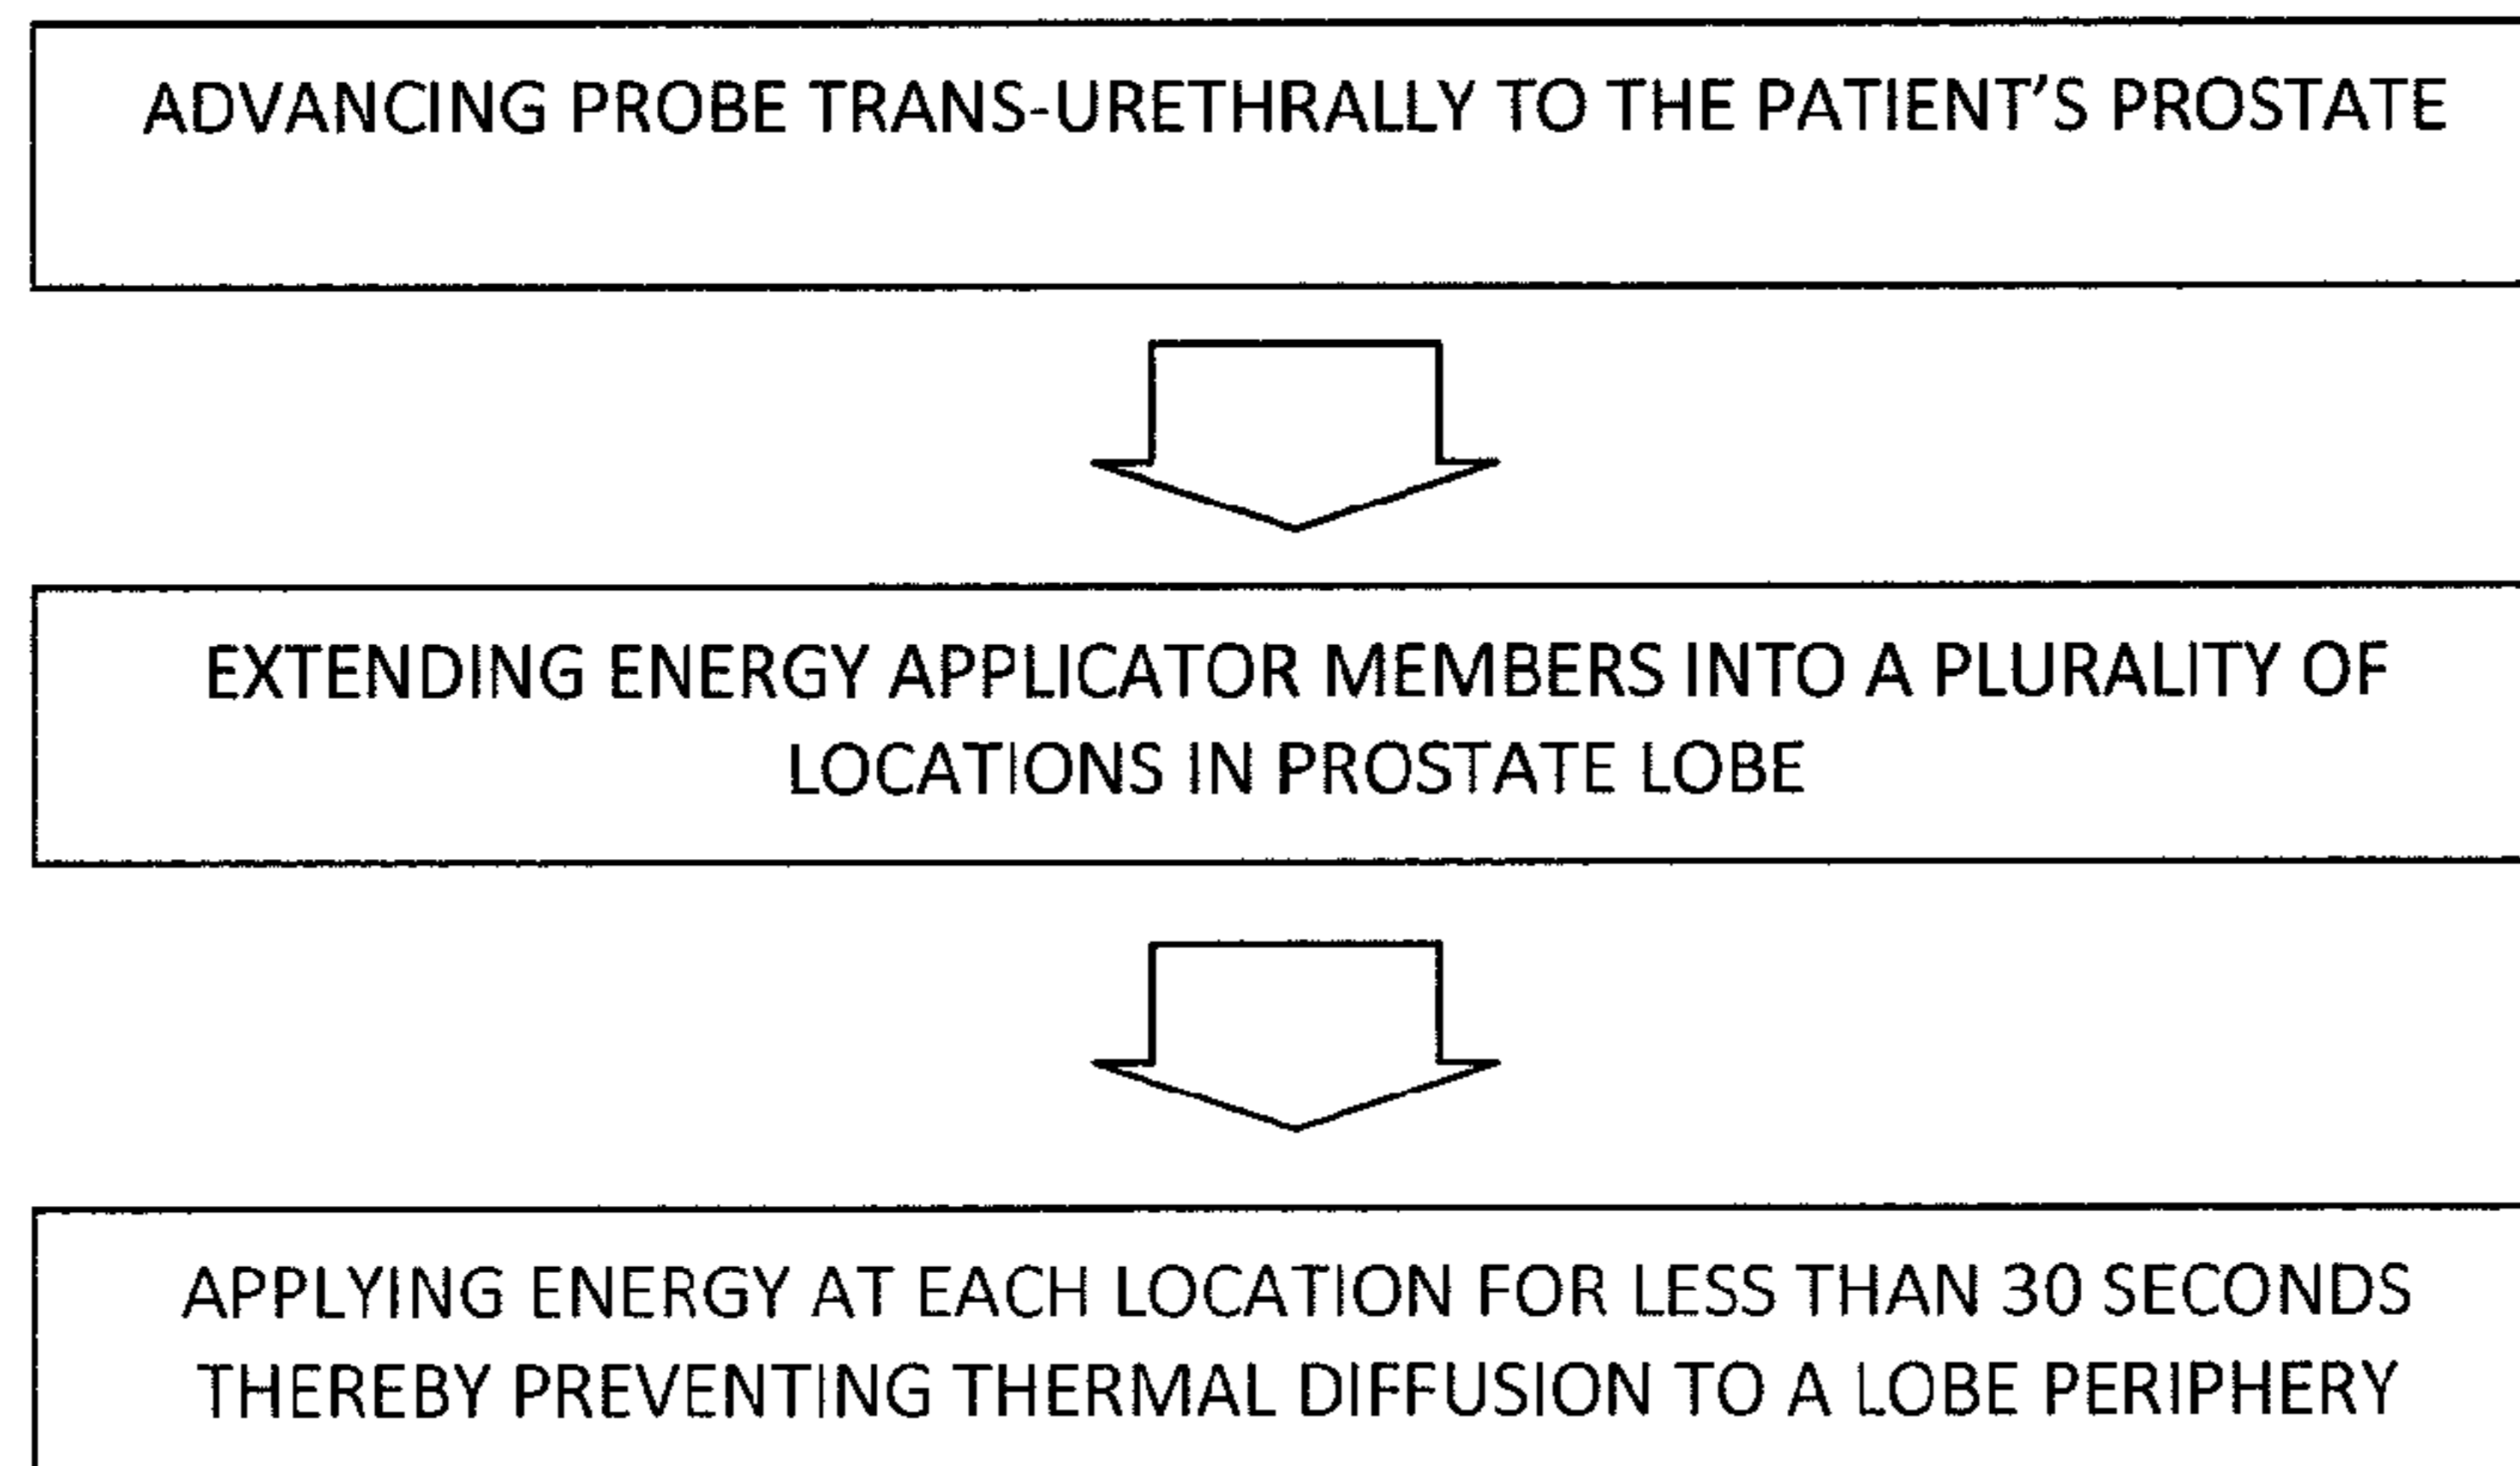 ADVANCING PROBE TRANS-URETHRALLY TO THE PATIENT'S PROSTATE
EXTENDING ENERGY APPLICATOR MEMBERS INTO A PLURALITY OF
LOCATIONS IN PROSTATE LOBE
APPLYING ENERGY AT EACH LOCATION FOR LESS THAN 30 SECONDS
THEREBY PREVENTING THERMAL DIFFUSION TO A LOBE PERIPHERY